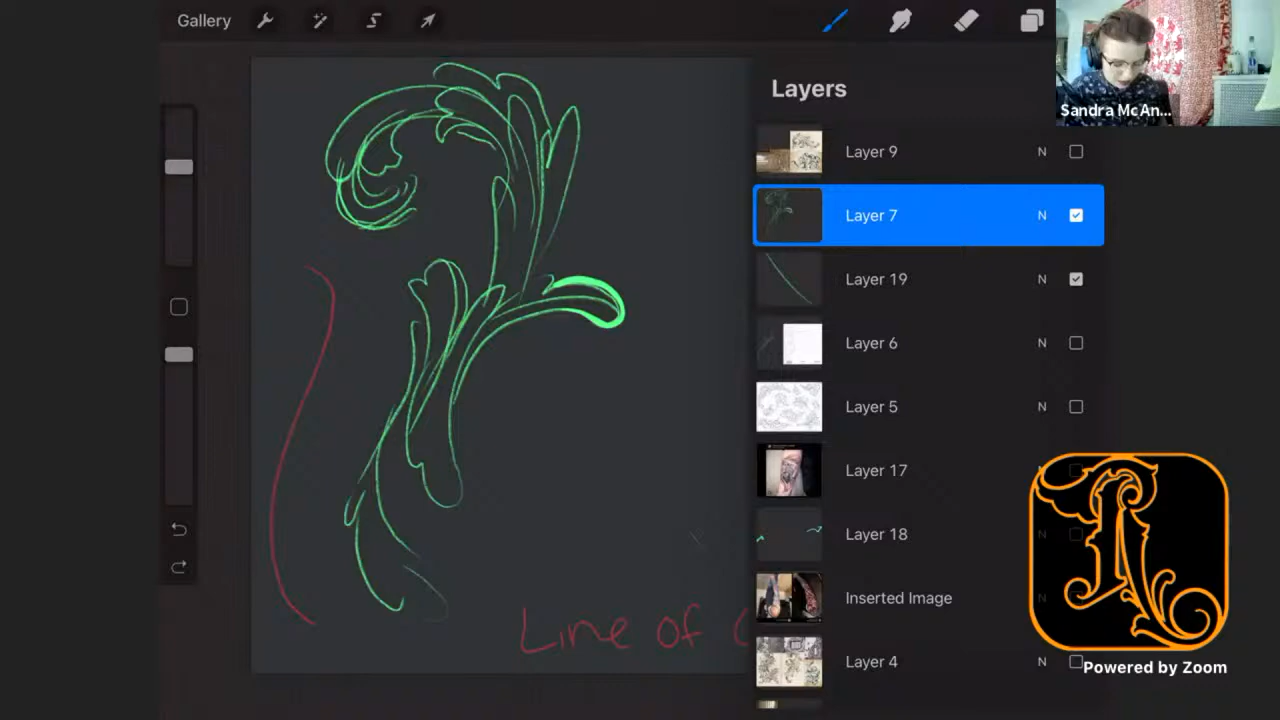 Gallery
Layers
Sandra McAn...
Layer 9 N
Layer 7 N
Layer 19 N
Layer 6 N
Layer 5 N
Layer 17
Layer 18 N
Inserted Image N
Layer 4 N
Line of
Powered by Zoom